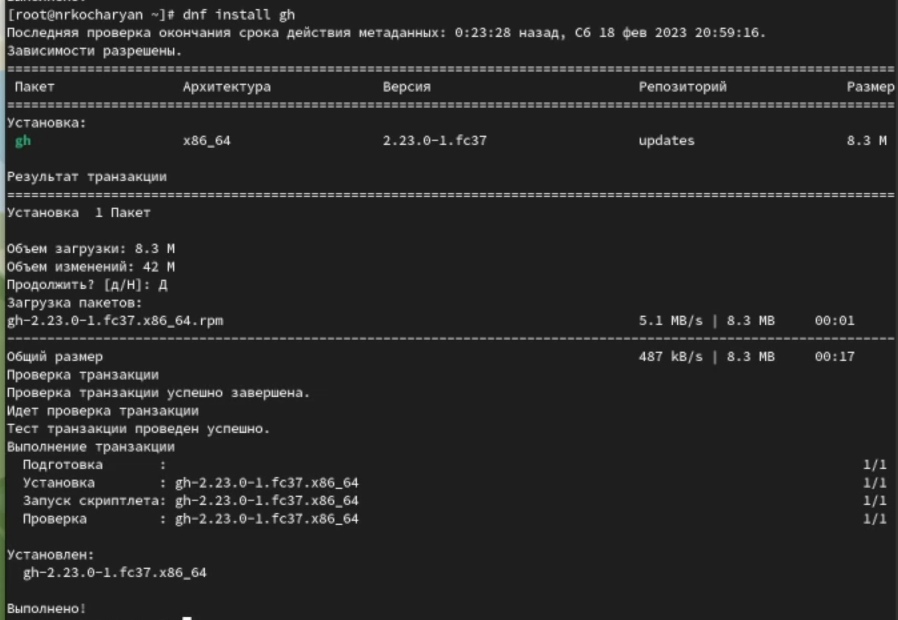 [root@nrkocharyan ~]# dnf install gh
Последняя проверка окончания срока действия метаданных: 0:23:28 назад, Сб 18 фев 2023 20:59:16.
Зависимости разрешены.
================================================================================
Пакет Архитектура Версия Репозиторий Размер
================================================================================
Установка:
gh x86_64 2.23.0-1.fc37 updates 8.3 M
Результат транзакции
================================================================================
Установка 1 Пакет
Объем загрузки: 8.3 M
Объем изменений: 42 M
Продолжить? [д/Н]: Д
Загрузка пакетов:
gh-2.23.0-1.fc37.x86_64.rpm 5.1 MB/s | 8.3 MB 00:01
--------------------------------------------------------------------------------
Общий размер 487 kB/s | 8.3 MB 00:17
Проверка транзакции
Проверка транзакции успешно завершена.
Идет проверка транзакции
Тест транзакции проведен успешно.
Выполнение транзакции
Подготовка : 1/1
Установка : gh-2.23.0-1.fc37.x86_64 1/1
Запуск скриптлета: gh-2.23.0-1.fc37.x86_64 1/1
Проверка : gh-2.23.0-1.fc37.x86_64 1/1
Установлен:
gh-2.23.0-1.fc37.x86_64
Выполнено!